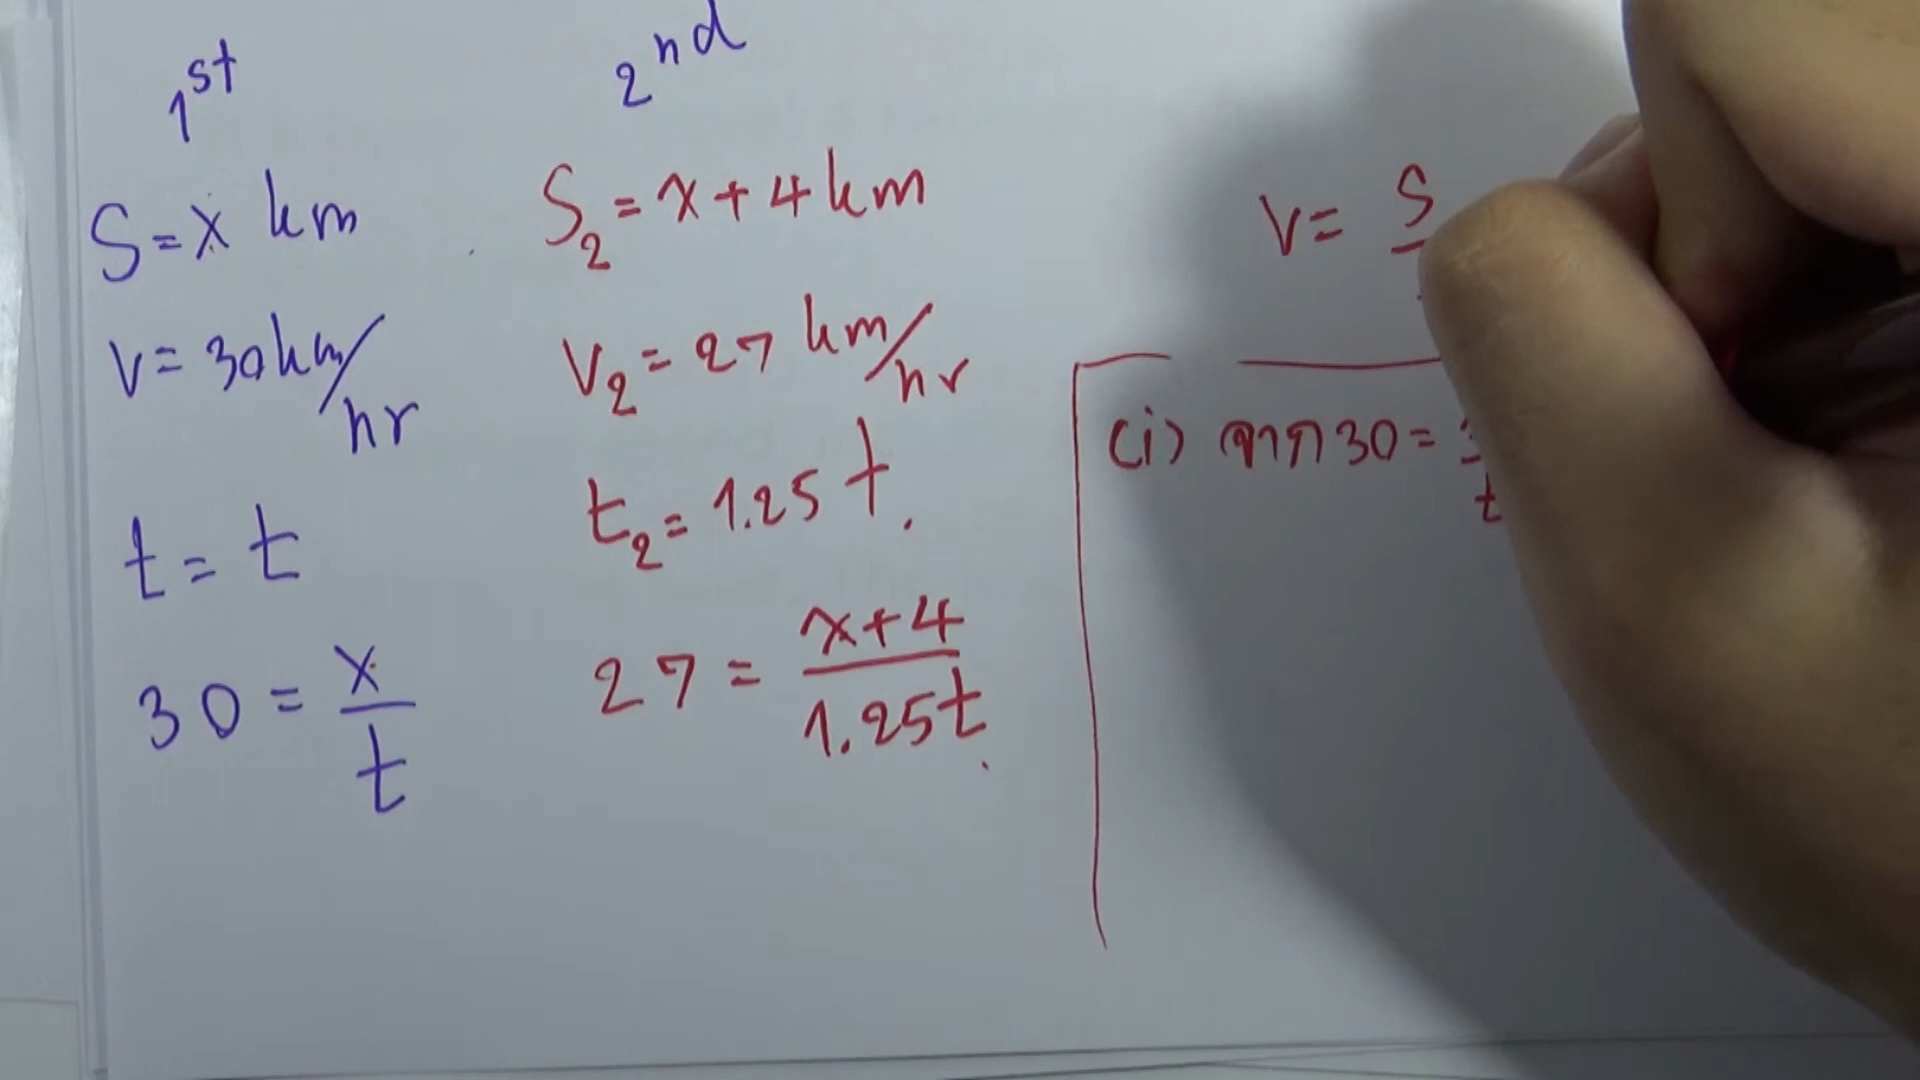 1st
S = x km
v = 30 km/hr
t = t
30 = x/t
2nd
S2 = x + 4 km
V2 = 27 km/hr
t2 = 1.25 t
27 = x+4/1.25t
V = S
(i) จาก 30 =
t